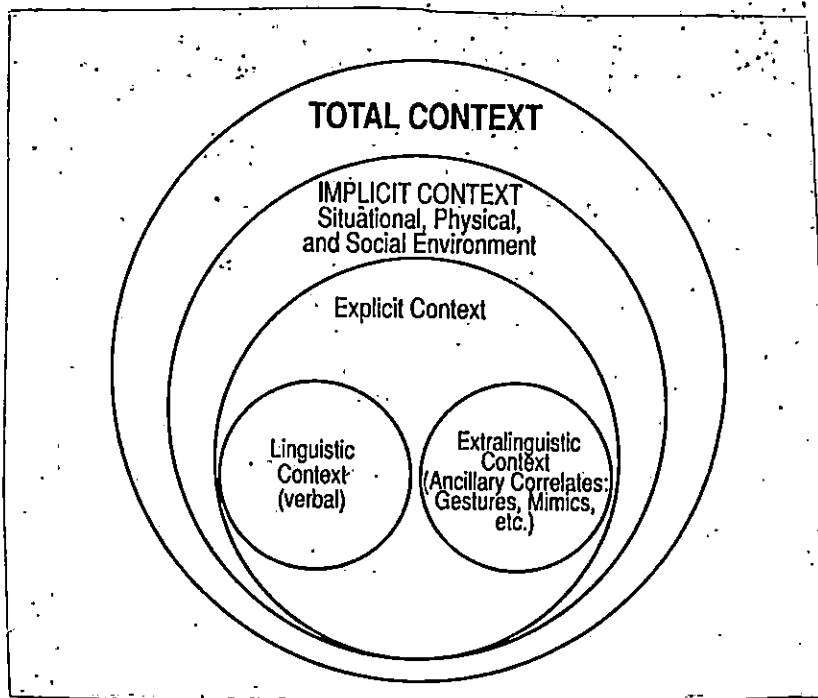 TOTAL CONTEXT
IMPLICIT CONTEXT
Situational, Physical,
and Social Environment
Explicit Context
Linguistic
Context
(verbal)
Extralinguistic
Context
(Ancillary Correlates:
Gestures, Mimics,
etc.)